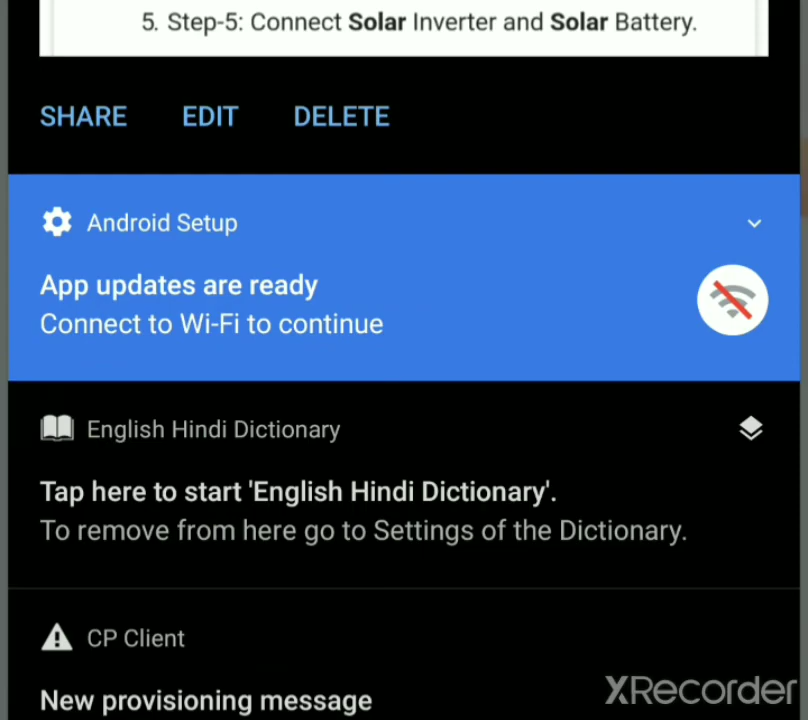 5. Step-5: Connect Solar Inverter and Solar Battery.
SHARE EDIT DELETE
Android Setup
App updates are ready
Connect to Wi-Fi to continue
English Hindi Dictionary
Tap here to start 'English Hindi Dictionary'.
To remove from here go to Settings of the Dictionary.
CP Client
New provisioning message
XRecorder